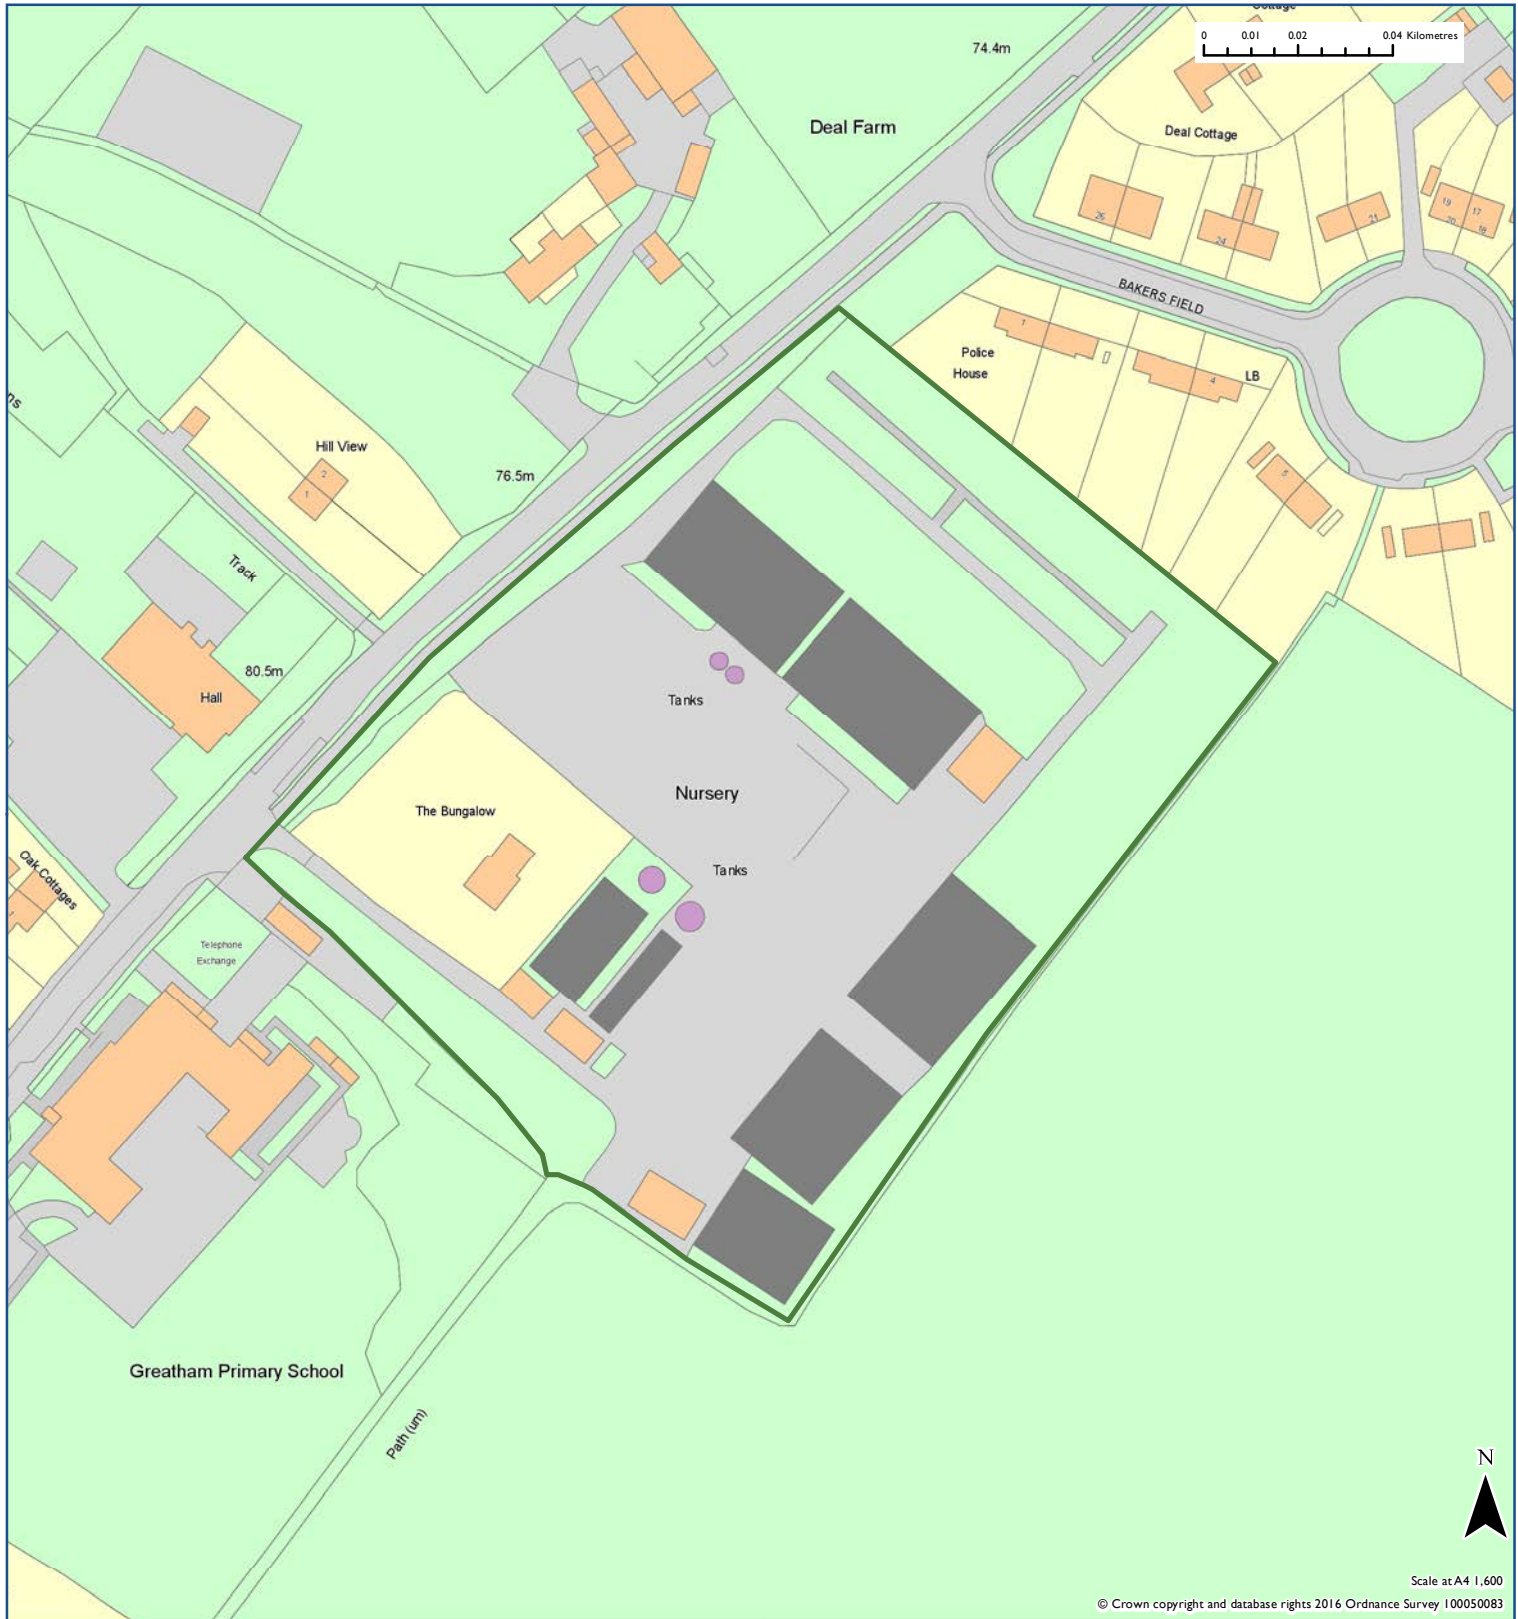 Cottage
0 0.01 0.02 0.04 Kilometres
74.4m
Deal Farm
Deal Cottage
26
24
21
19
17
20
18
BAKERS FIELD
1
Police
House
4
LB
5
Hill View
2
1
76.5m
Track
80.5m
Hall
Tanks
Nursery
The Bungalow
Tanks
Oak Cottages
Telephone
Exchange
Greatham Primary School
Path (um)
N
Scale at A4 1,600
© Crown copyright and database rights 2016 Ordnance Survey 100050083